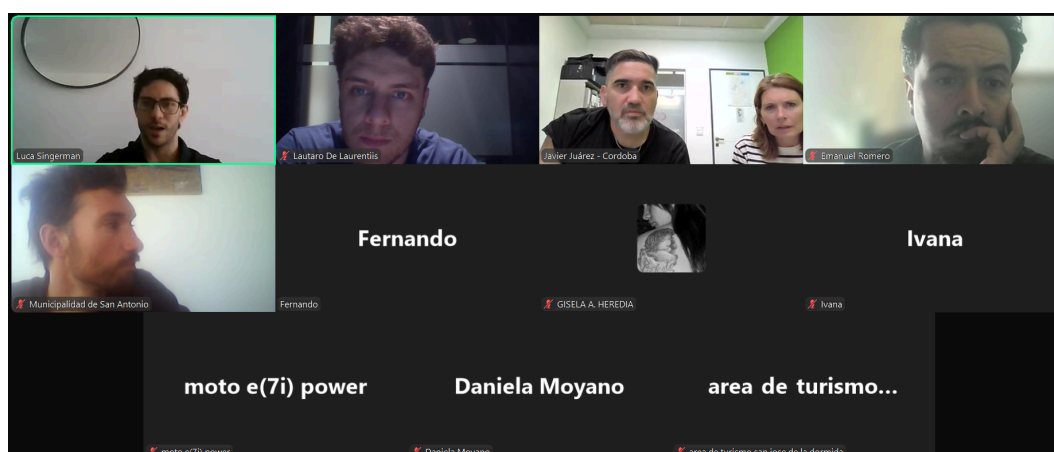 Luca Singerman
Lautaro De Laurentiis
Javier Juárez - Cordoba
Emanuel Romero
Municipalidad de San Antonio
Fernando
Fernando
GISELA A. HEREDIA
Ivana
Ivana
moto e(7i) power
moto e(7i) power
Daniela Moyano
Daniela Moyano
area de turismo...
area de turismo san jose de la dormida